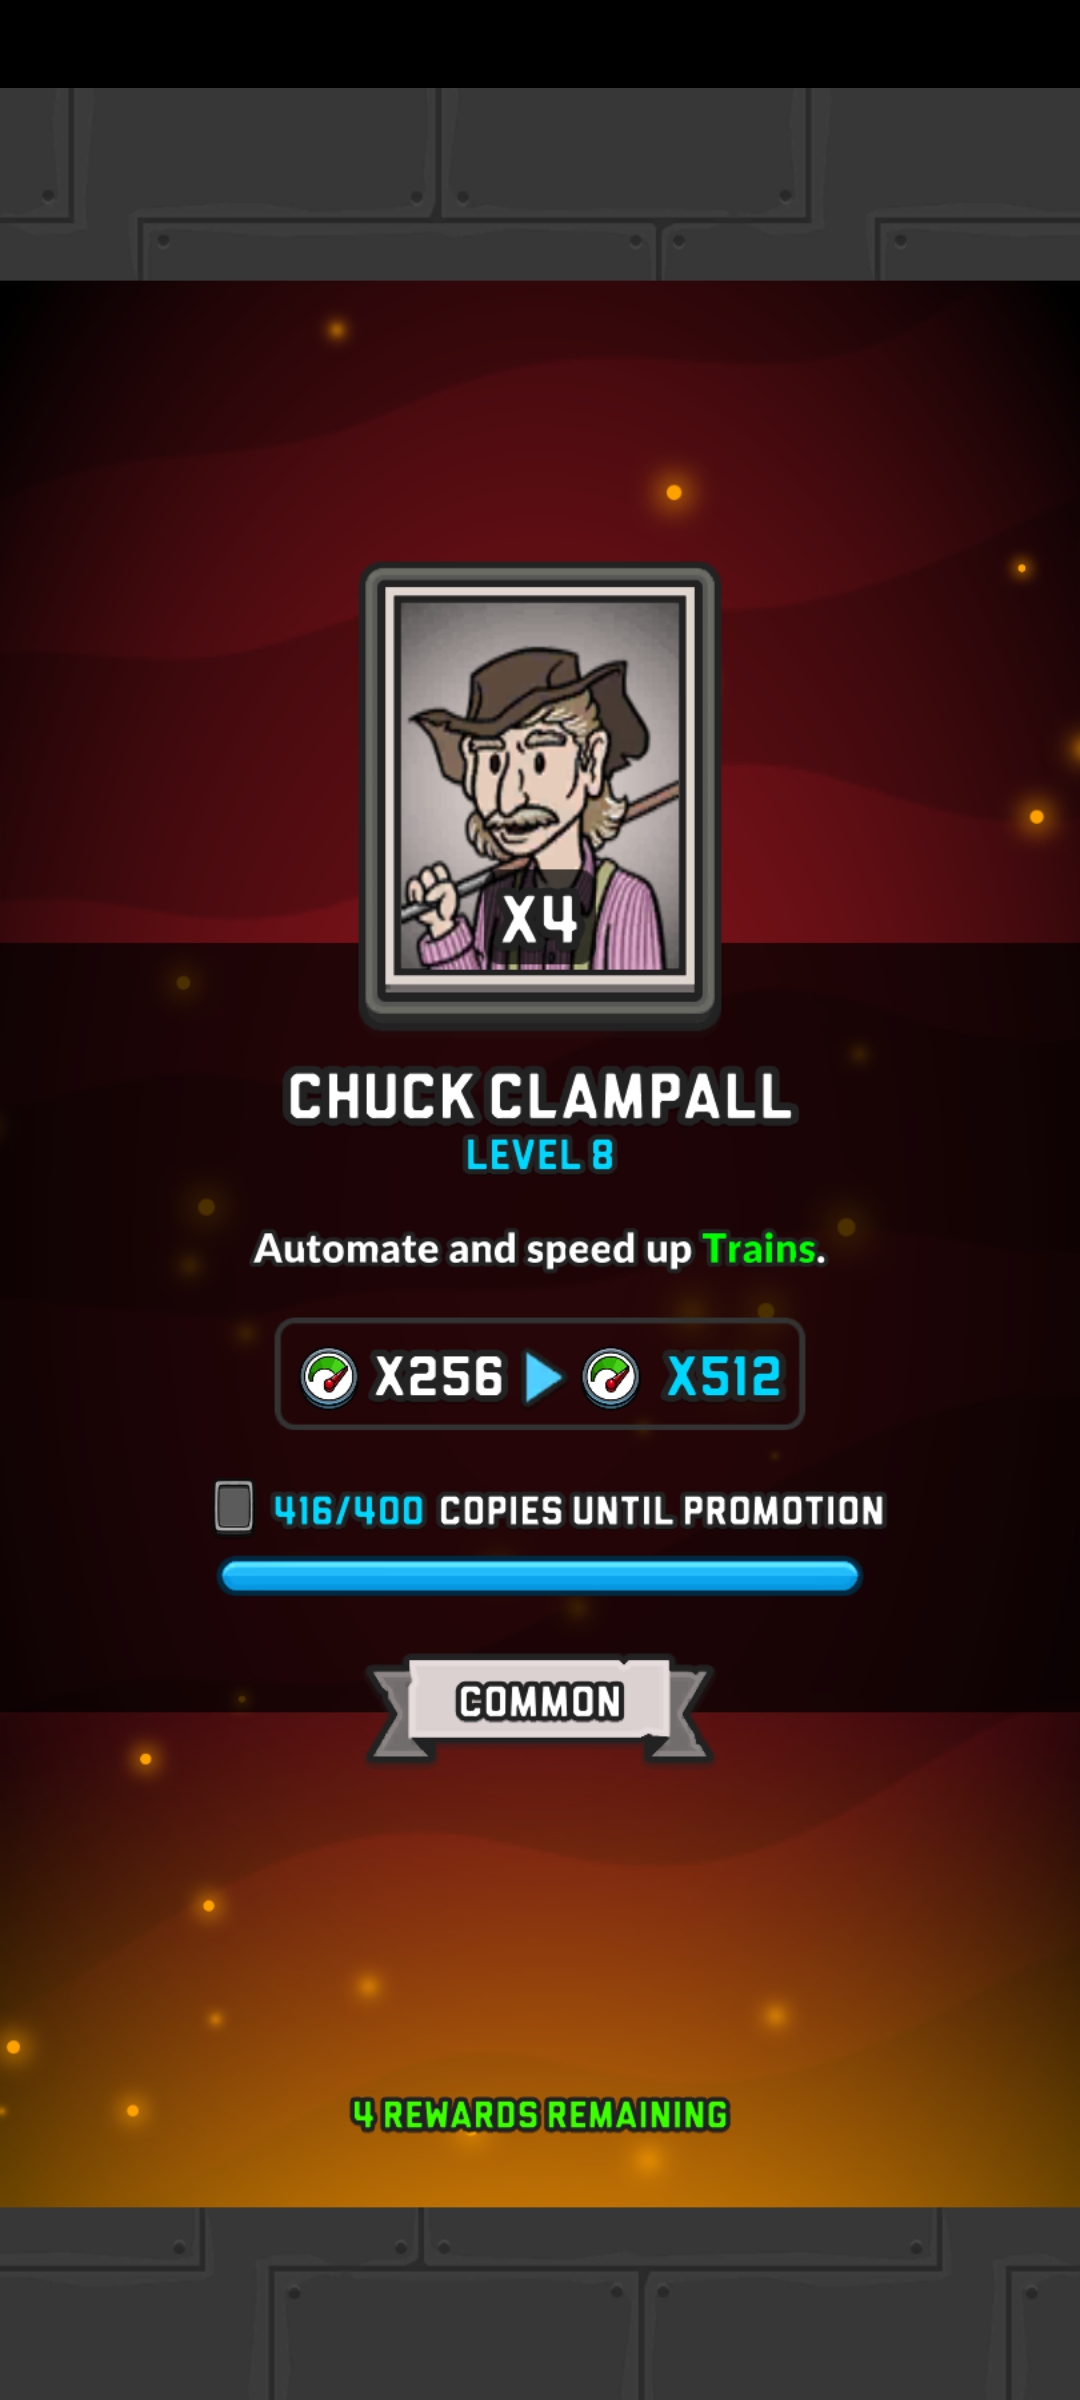 X4
CHUCK CLAMPALL
LEVEL 8
Automate and speed up Trains.
X256 X512
416/400 COPIES UNTIL PROMOTION
COMMON
4 REWARDS REMAINING